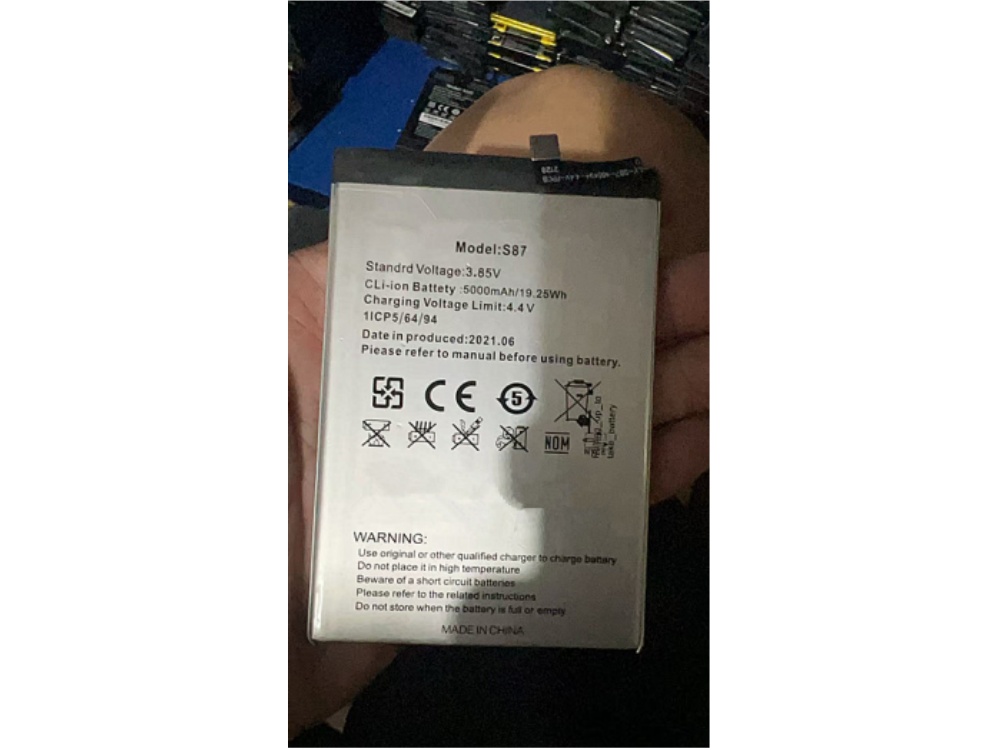 Model:S87
Standrd Voltage:3.85V
CLi-ion Battety :5000mAh/19.25Wh
Charging Voltage Limit:4.4V
1ICP5/64/94
Date in produced:2021.06
Please refer to manual before using battery.
CE
5
NOM
WARNING:
Use original or other qualified charger to charge battery
Do not place it in high temperature
Beware of a short circuit batteries
Please refer to the related instructions
Do not store when the battery is full or empty
MADE IN CHINA